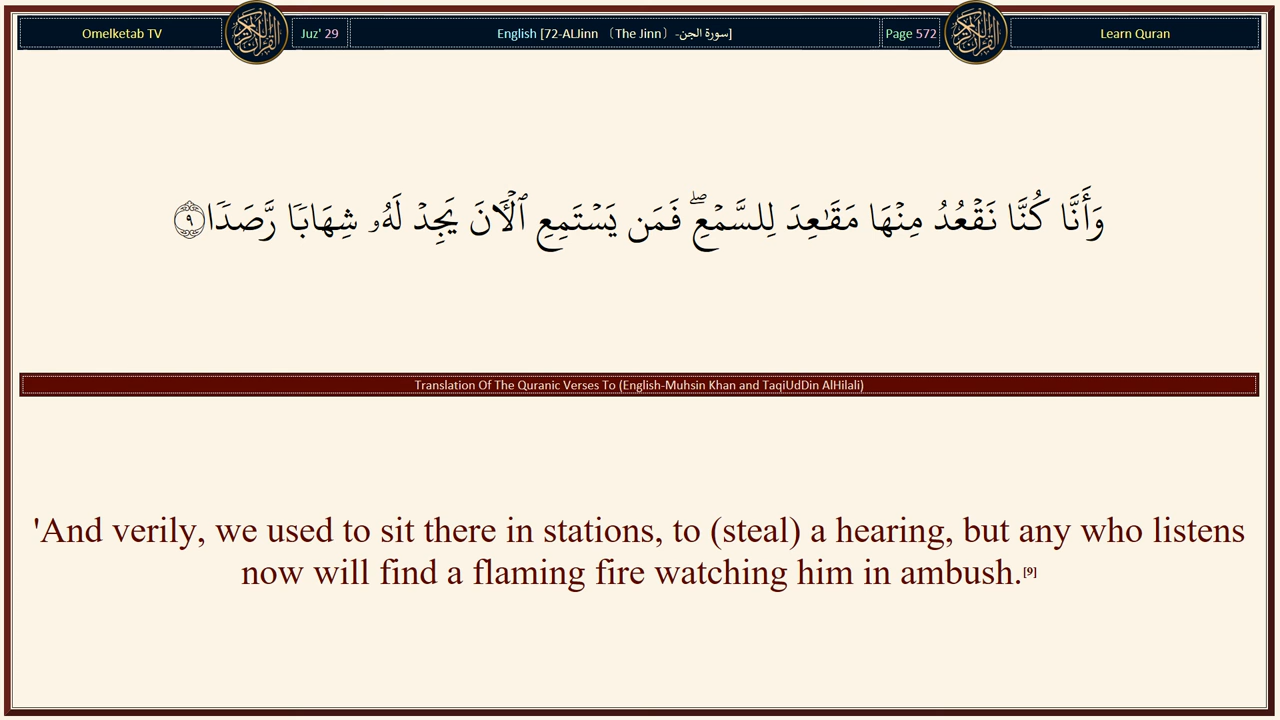 Omelketab TV
Juz' 29
English [72-ALJinn (The Jinn) -سورة الجن]
Page 572
Learn Quran
وَأَنَّا كُنَّا نَقۡعُدُ مِنۡهَا مَقَٰعِدَ لِلسَّمۡعِۖ فَمَن يَسۡتَمِعِ ٱلۡأٓنَ يَجِدۡ لَهُۥ شِهَابٗا رَّصَدٗا ٩
Translation Of The Quranic Verses To (English-Muhsin Khan and TaqiUdDin AlHilali)
'And verily, we used to sit there in stations, to (steal) a hearing, but any who listens
now will find a flaming fire watching him in ambush.[9]